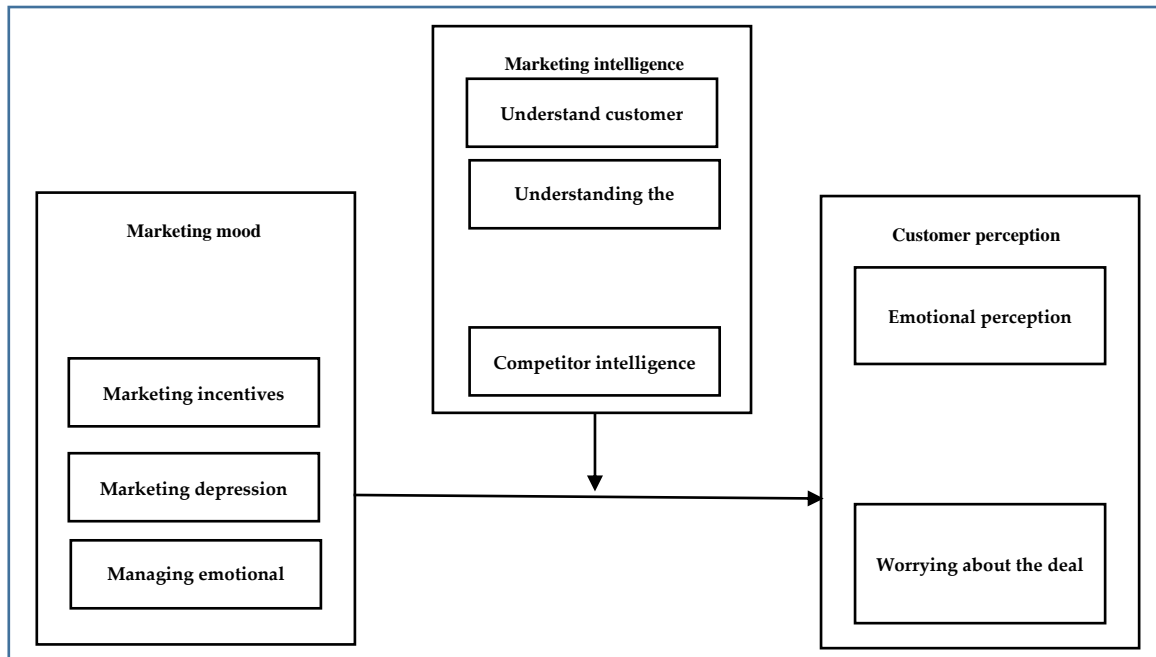 Marketing intelligence
Understand customer
Understanding the
Competitor intelligence
Marketing mood
Marketing incentives
Marketing depression
Managing emotional
Customer perception
Emotional perception
Worrying about the deal